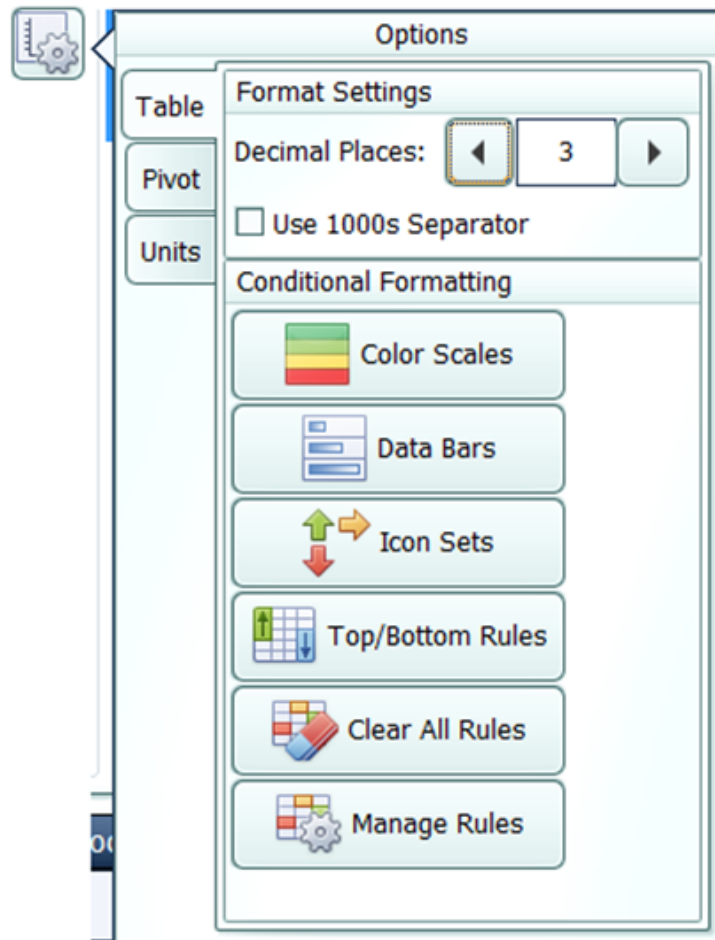 Options
Table
Pivot
Units
Format Settings
Decimal Places: 3
Use 1000s Separator
Conditional Formatting
Color Scales
Data Bars
Icon Sets
Top/Bottom Rules
Clear All Rules
Manage Rules